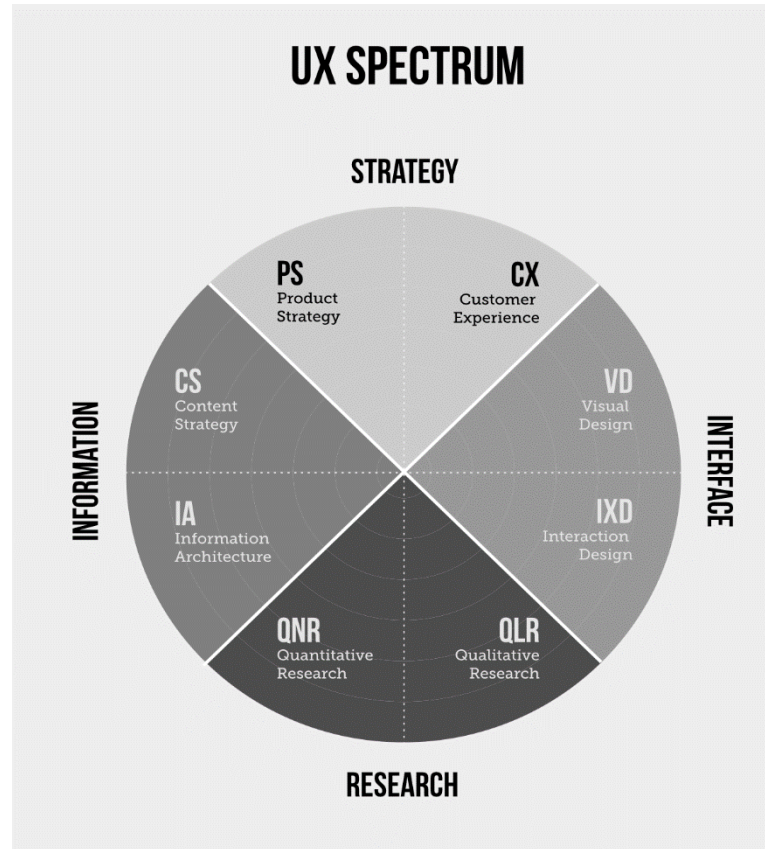 UX SPECTRUM
STRATEGY
PS
Product
Strategy
CX
Customer
Experience
CS
Content
Strategy
VD
Visual
Design
INFORMATION
INTERFACE
IA
Information
Architecture
IXD
Interaction
Design
QNR
Quantitative
Research
QLR
Qualitative
Research
RESEARCH